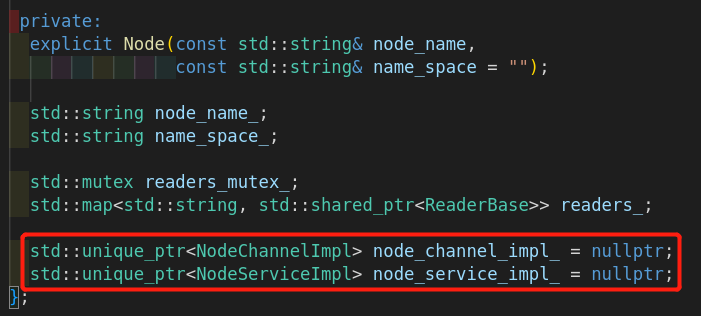 private:
explicit Node(const std::string& node_name,
const std::string& name_space = "");
std::string node_name_;
std::string name_space_;
std::mutex readers_mutex_;
std::map<std::string, std::shared_ptr<ReaderBase>> readers_;
std::unique_ptr<NodeChannelImpl> node_channel_impl_ = nullptr;
std::unique_ptr<NodeServiceImpl> node_service_impl_ = nullptr;
};